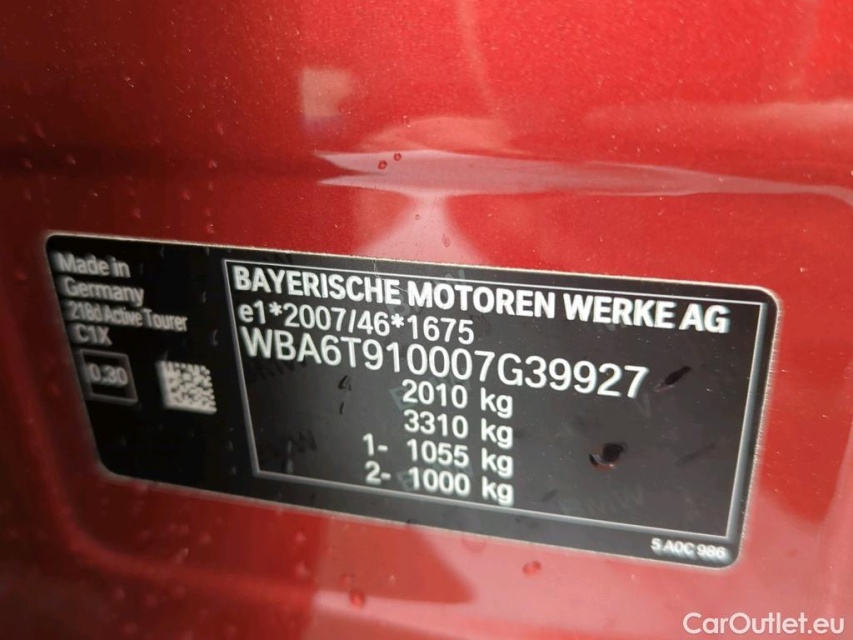 Made in
Germany
218d Active Tourer
C1X
0.30
BAYERISCHE MOTOREN WERKE AG
e1*2007/46*1675
WBA6T910007G39927
2010 kg
3310 kg
1- 1055 kg
2- 1000 kg
5 A0C 986
CarOutlet.eu